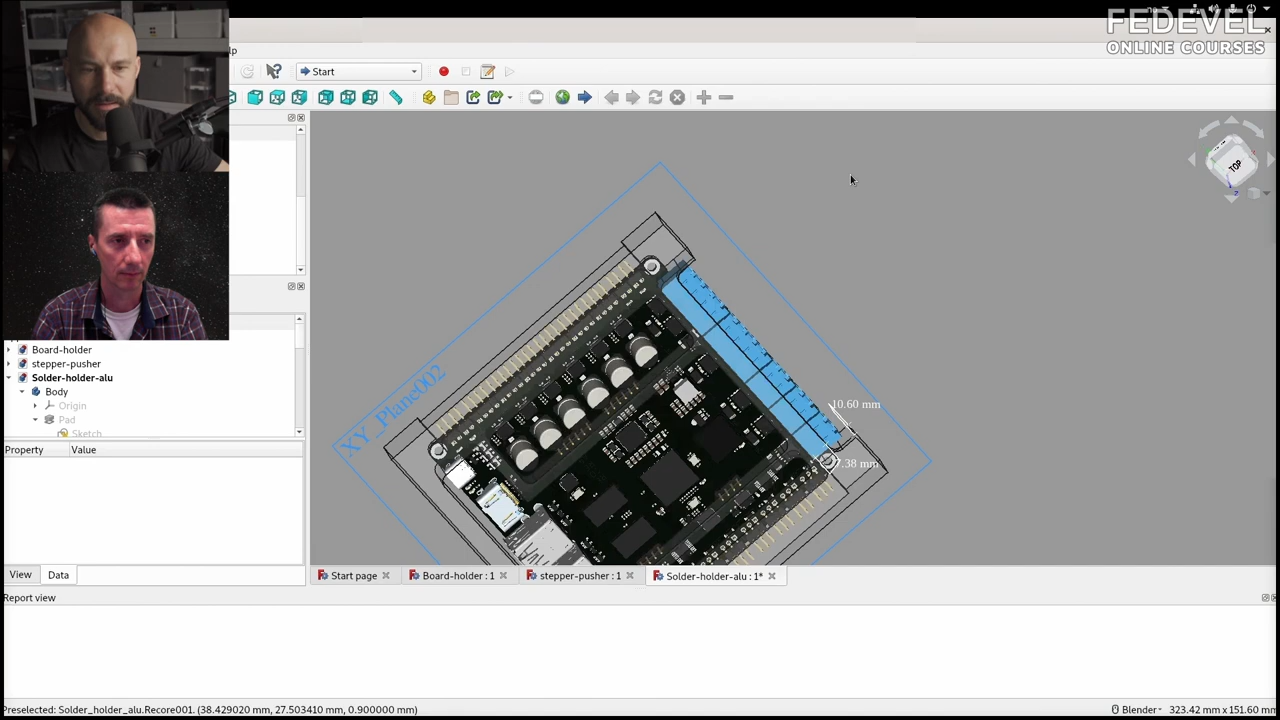 FEDEVEL
ONLINE COURSES
lp
Start
TOP
XY_Plane002
10.60 mm
7.38 mm
Board-holder
stepper-pusher
Solder-holder-alu
Body
Origin
Pad
Sketch
Property Value
View Data
Start page
Board-holder : 1
stepper-pusher : 1
Solder-holder-alu : 1*
Report view
Preselected: Solder_holder_alu.Recore001. (38.429020 mm, 27.503410 mm, 0.900000 mm)
Blender
323.42 mm x 151.60 mm